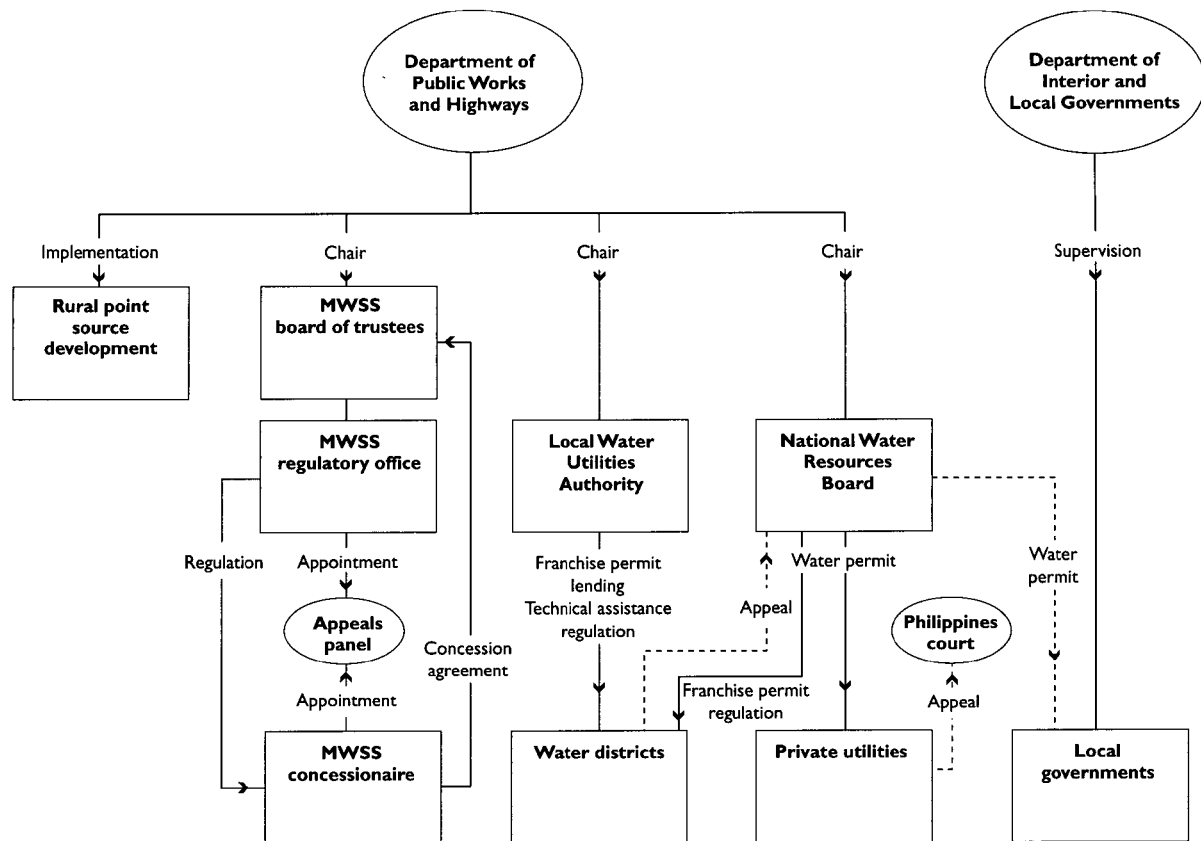 Department of
Public Works
and Highways
Department of
Interior and
Local Governments
Implementation
Chair
Chair
Chair
Supervision
Rural point
source
development
MWSS
board of trustees
MWSS
regulatory office
Local Water
Utilities
Authority
National Water
Resources
Board
Regulation
Appointment
Franchise permit
lending
Technical assistance
regulation
Appeal
Water permit
Water
permit
Appeals
panel
Concession
agreement
Philippines
court
Appointment
Franchise permit
regulation
Appeal
MWSS
concessionaire
Water districts
Private utilities
Local
governments